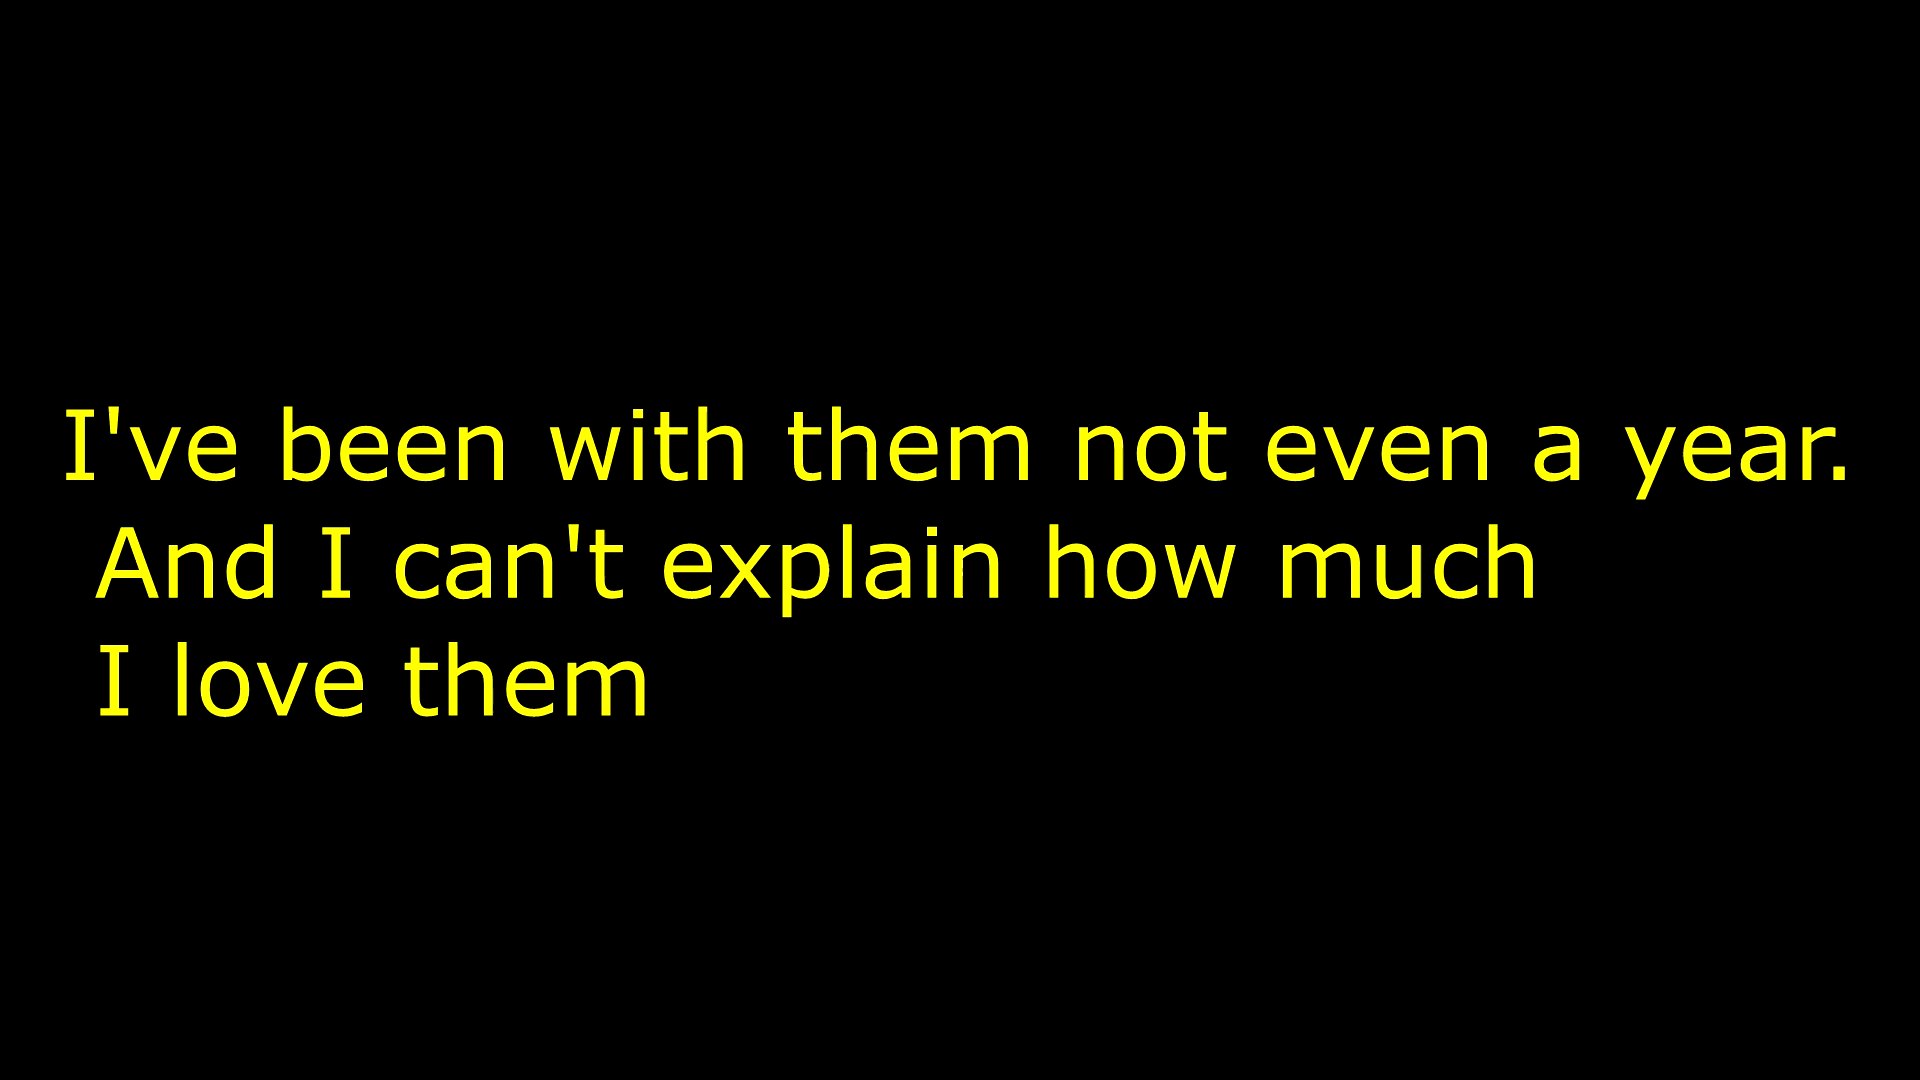 I've been with them not even a year.
And I can't explain how much
I love them